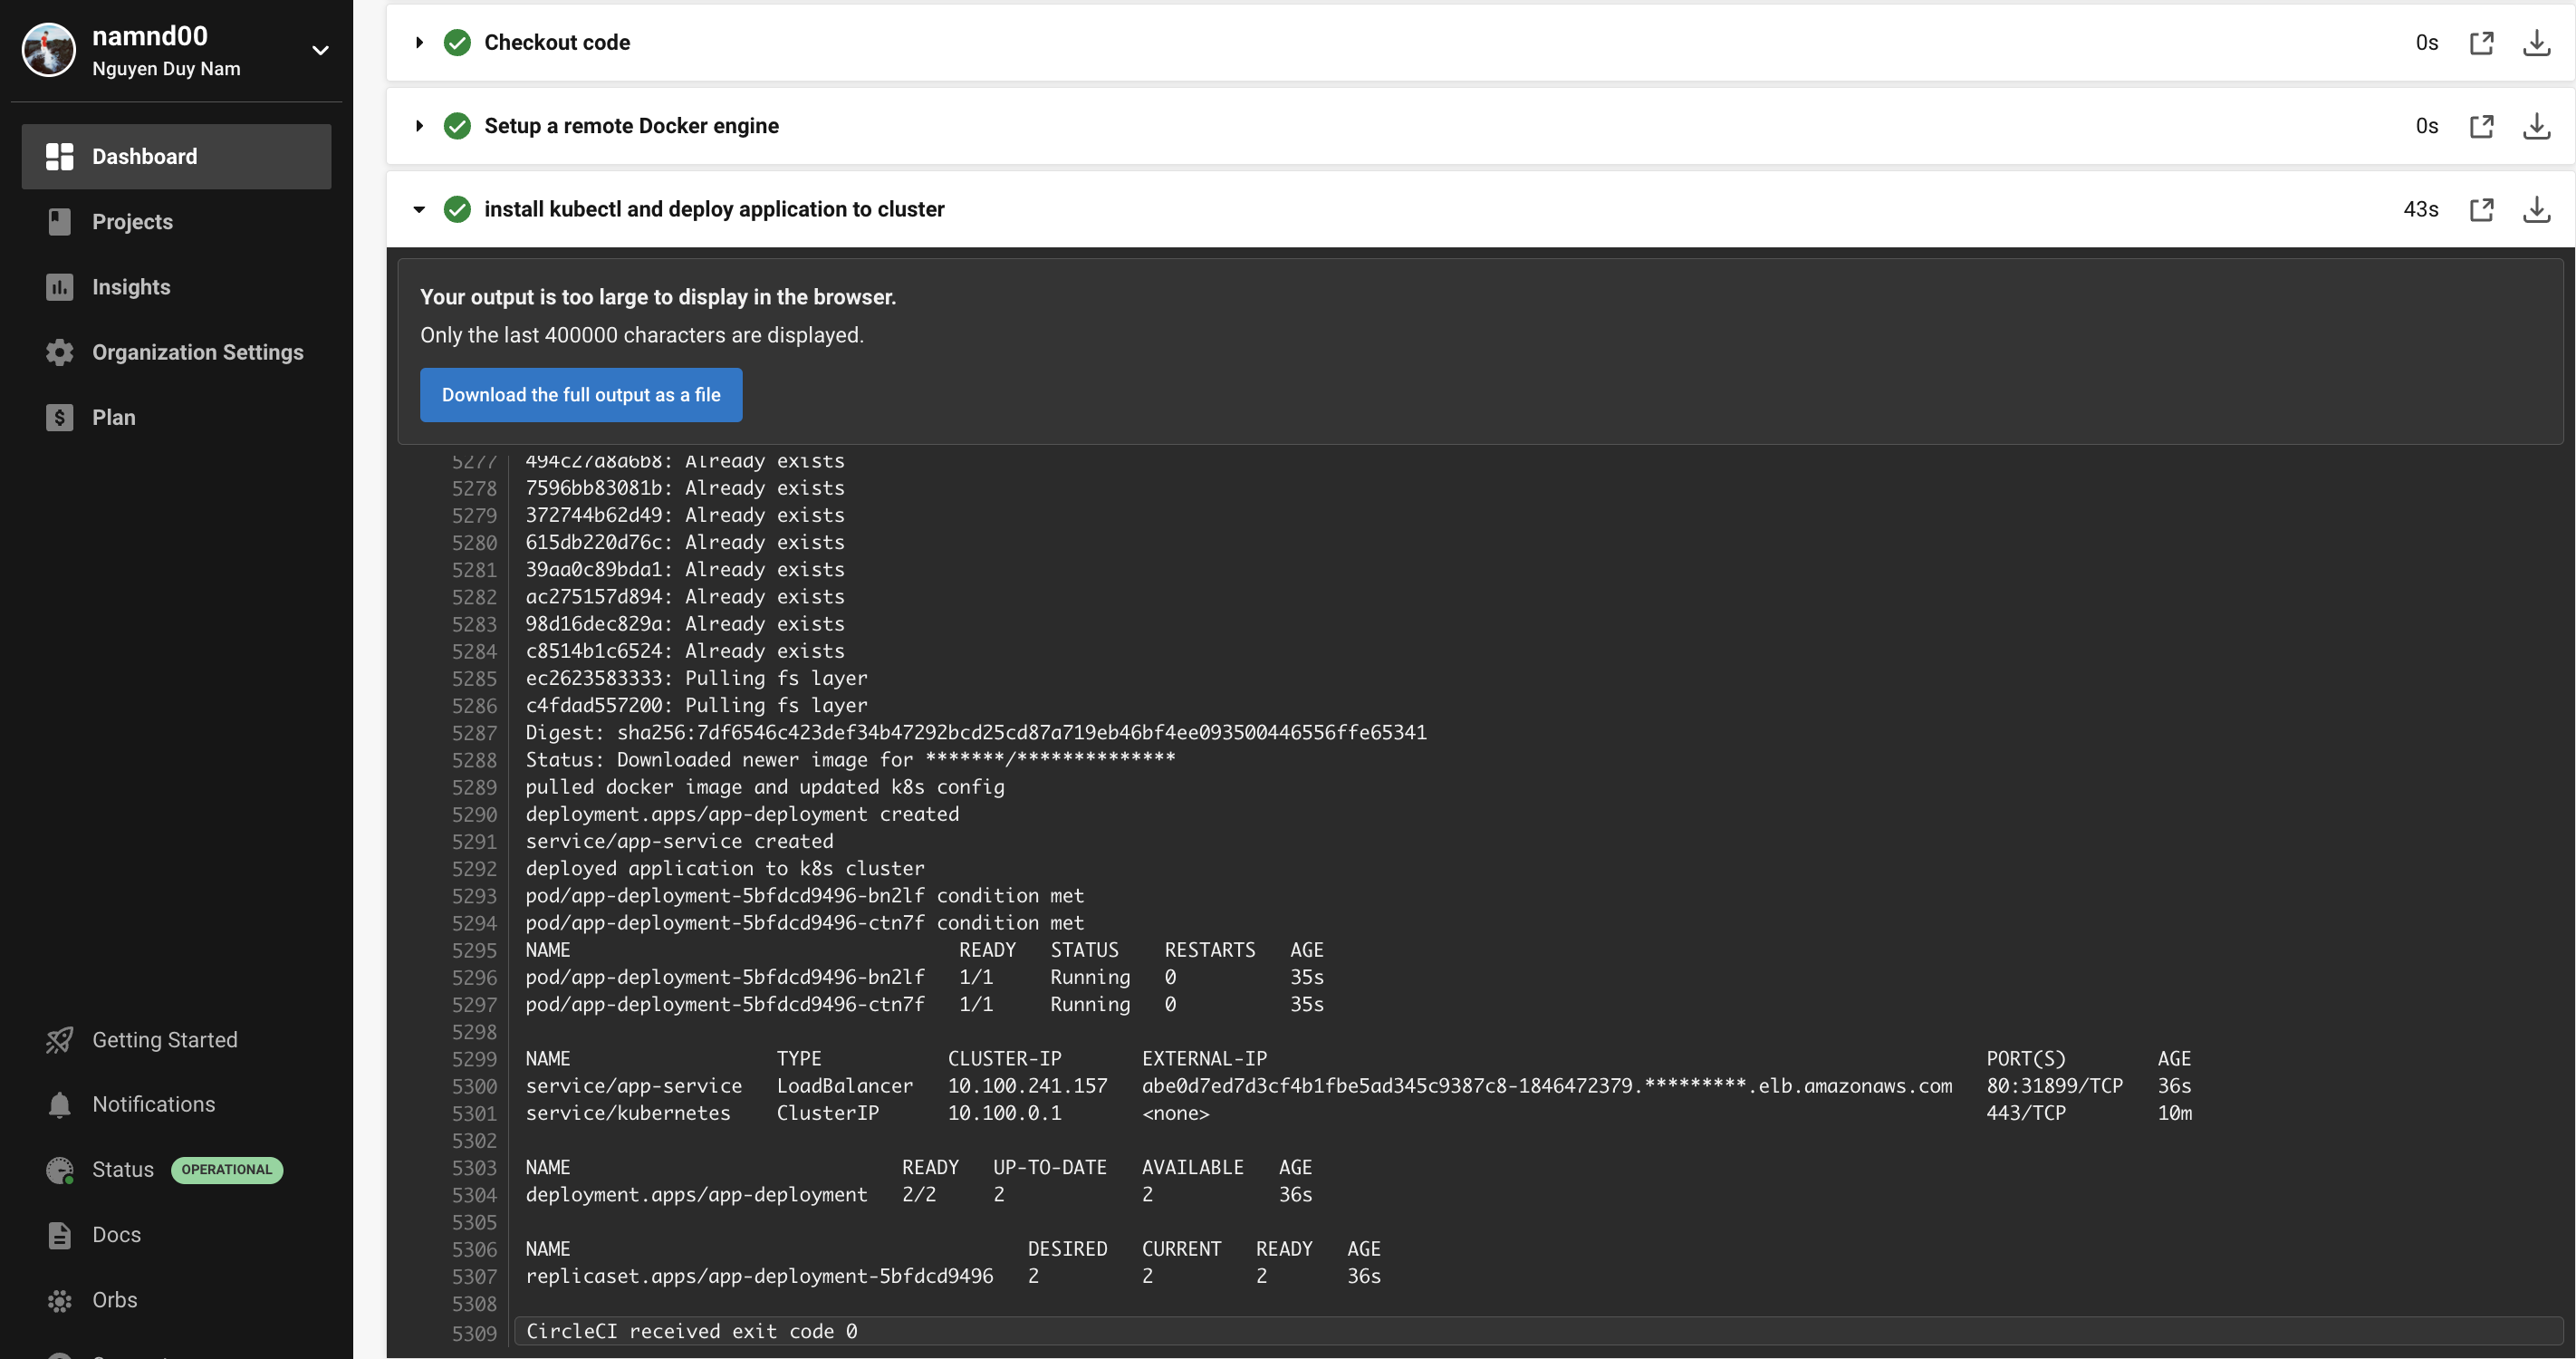 namnd00
Nguyen Duy Nam
Dashboard
Projects
Insights
Organization Settings
Plan
Getting Started
Notifications
Status OPERATIONAL
Docs
Orbs
Checkout code 0s
Setup a remote Docker engine 0s
install kubectl and deploy application to cluster 43s
Your output is too large to display in the browser.
Only the last 400000 characters are displayed.
Download the full output as a file
5277 494c27a8a6b8: Already exists
5278 7596bb83081b: Already exists
5279 372744b62d49: Already exists
5280 615db220d76c: Already exists
5281 39aa0c89bda1: Already exists
5282 ac275157d894: Already exists
5283 98d16dec829a: Already exists
5284 c8514b1c6524: Already exists
5285 ec2623583333: Pulling fs layer
5286 c4fdad557200: Pulling fs layer
5287 Digest: sha256:7df6546c423def34b47292bcd25cd87a719eb46bf4ee093500446556ffe65341
5288 Status: Downloaded newer image for *******/**************
5289 pulled docker image and updated k8s config
5290 deployment.apps/app-deployment created
5291 service/app-service created
5292 deployed application to k8s cluster
5293 pod/app-deployment-5bfdcd9496-bn2lf condition met
5294 pod/app-deployment-5bfdcd9496-ctn7f condition met
5295 NAME READY STATUS RESTARTS AGE
5296 pod/app-deployment-5bfdcd9496-bn2lf 1/1 Running 0 35s
5297 pod/app-deployment-5bfdcd9496-ctn7f 1/1 Running 0 35s
5298
5299 NAME TYPE CLUSTER-IP EXTERNAL-IP PORT(S) AGE
5300 service/app-service LoadBalancer 10.100.241.157 abe0d7ed7d3cf4b1fbe5ad345c9387c8-1846472379.*********.elb.amazonaws.com 80:31899/TCP 36s
5301 service/kubernetes ClusterIP 10.100.0.1 <none> 443/TCP 10m
5302
5303 NAME READY UP-TO-DATE AVAILABLE AGE
5304 deployment.apps/app-deployment 2/2 2 2 36s
5305
5306 NAME DESIRED CURRENT READY AGE
5307 replicaset.apps/app-deployment-5bfdcd9496 2 2 2 36s
5308
5309 CircleCI received exit code 0